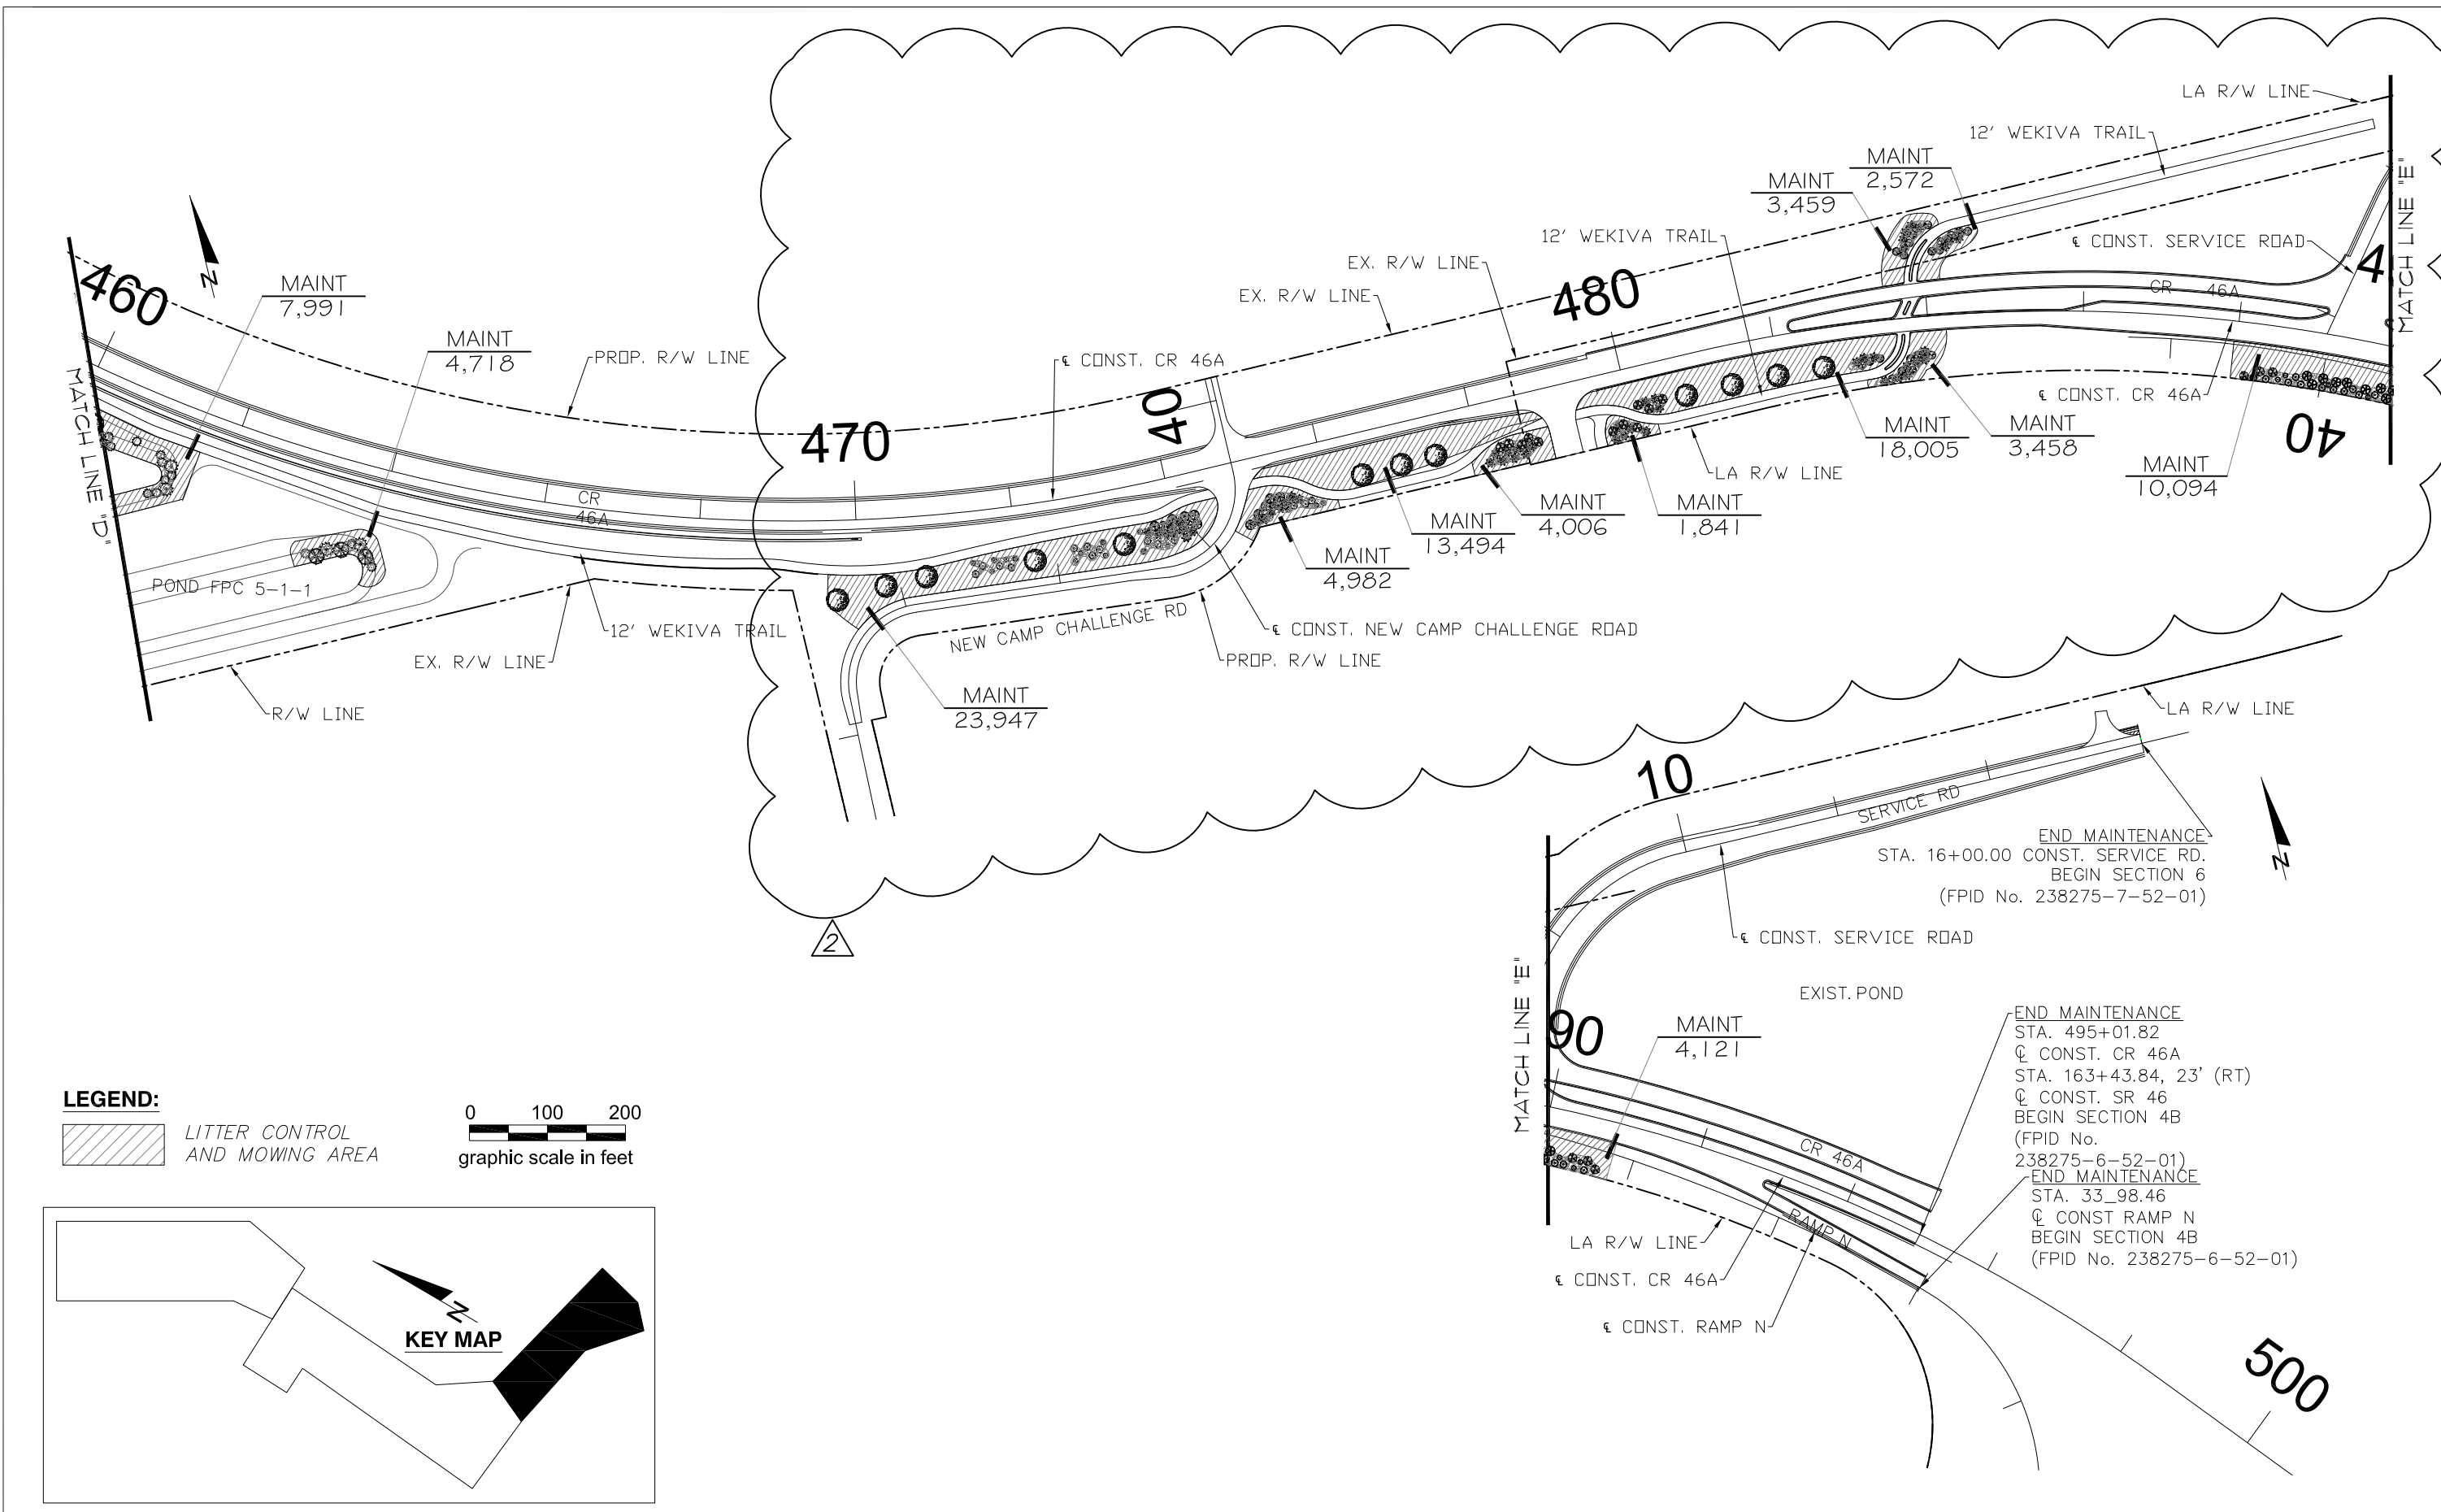 LA R/W LINE
12' WEKIVA TRAIL
MAINT
2,572
MAINT
3,459
12' WEKIVA TRAIL
℄ CONST. SERVICE ROAD
EX. R/W LINE
EX. R/W LINE
480
CR 46A
4
MATCH LINE "E"
460
N
MAINT
7,991
MAINT
4,718
PROP. R/W LINE
℄ CONST. CR 46A
40
470
MATCH LINE "D"
CR
46A
℄ CONST. CR 46A
40
MAINT
18,005
MAINT
3,458
MAINT
10,094
LA R/W LINE
MAINT
1,841
MAINT
4,006
MAINT
13,494
MAINT
4,982
POND FPC 5-1-1
12' WEKIVA TRAIL
EX. R/W LINE
R/W LINE
NEW CAMP CHALLENGE RD
℄ CONST. NEW CAMP CHALLENGE ROAD
PROP. R/W LINE
MAINT
23,947
2
LA R/W LINE
10
SERVICE RD
N
END MAINTENANCE
STA. 16+00.00 CONST. SERVICE RD.
BEGIN SECTION 6
(FPID No. 238275-7-52-01)
℄ CONST. SERVICE ROAD
EXIST. POND
MATCH LINE "E"
90
MAINT
4,121
END MAINTENANCE
STA. 495+01.82
℄ CONST. CR 46A
STA. 163+43.84, 23' (RT)
℄ CONST. SR 46
BEGIN SECTION 4B
(FPID No.
238275-6-52-01)
END MAINTENANCE
STA. 33_98.46
℄ CONST RAMP N
BEGIN SECTION 4B
(FPID No. 238275-6-52-01)
CR 46A
RAMP N
LA R/W LINE
℄ CONST. CR 46A
℄ CONST. RAMP N
500
LEGEND:
LITTER CONTROL
AND MOWING AREA
0 100 200
graphic scale in feet
N
KEY MAP